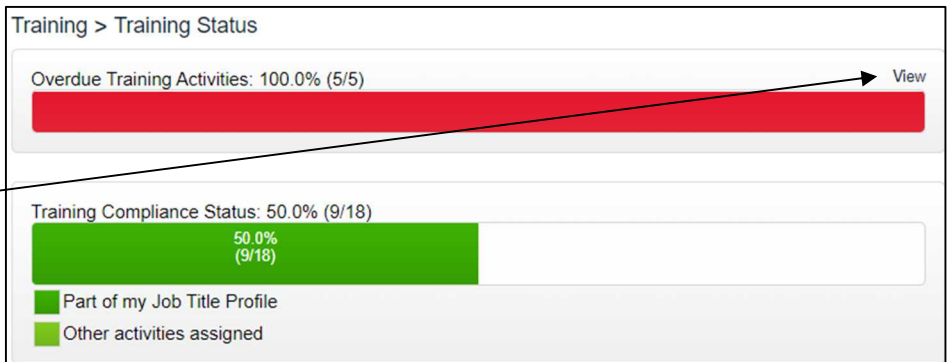 Training > Training Status
Overdue Training Activities: 100.0% (5/5) View
Training Compliance Status: 50.0% (9/18)
50.0%
(9/18)
Part of my Job Title Profile
Other activities assigned